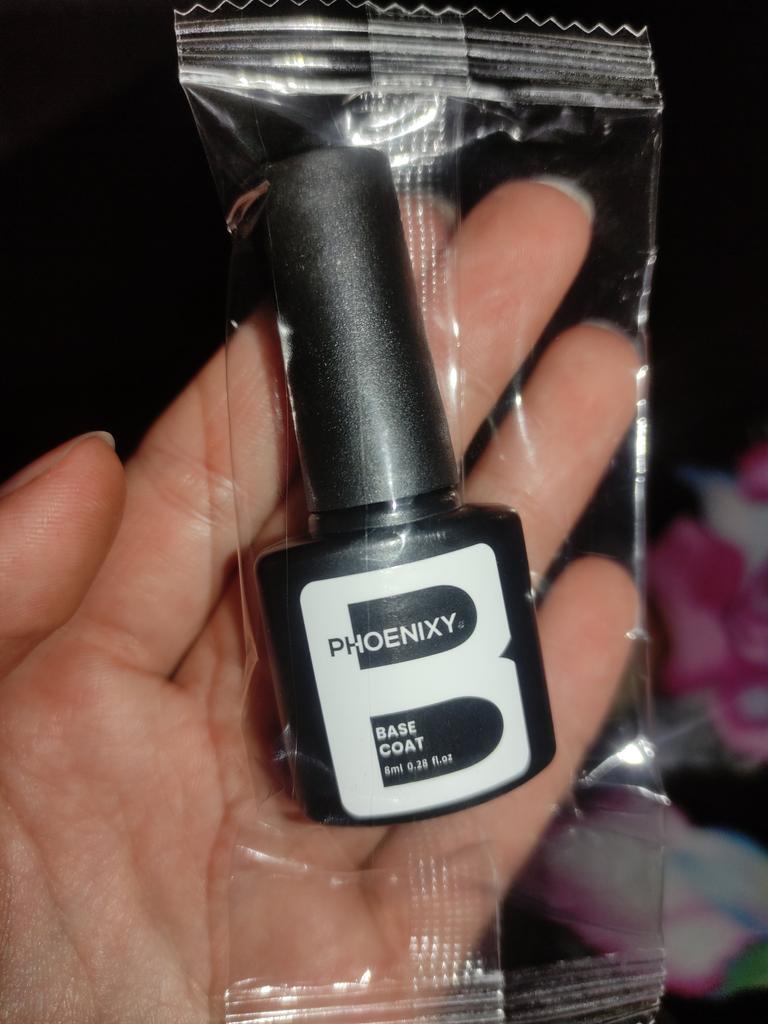 PHOENIXY
BASE
COAT
8ml 0.28 fl.oz